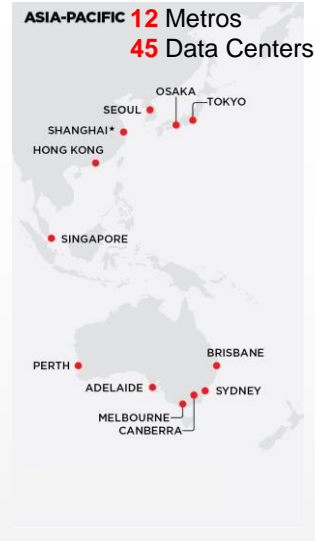 ASIA-PACIFIC 12 Metros
45 Data Centers
OSAKA
TOKYO
SEOUL
SHANGHAI*
HONG KONG
SINGAPORE
BRISBANE
PERTH
ADELAIDE
SYDNEY
MELBOURNE
CANBERRA